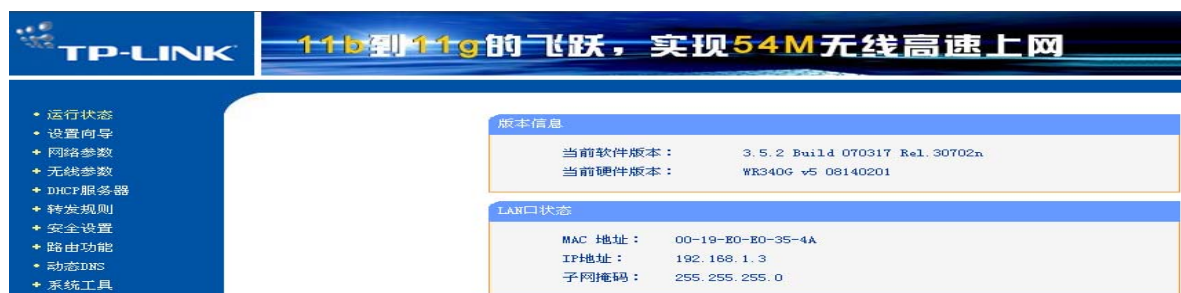 TP-LINK
11b到11g的飞跃，实现54M无线高速上网
运行状态
设置向导
网络参数
无线参数
DHCP服务器
转发规则
安全设置
路由功能
动态DNS
系统工具
版本信息
当前软件版本： 3.5.2 Build 070317 Rel.30702n
当前硬件版本： WR340G v5 08140201
LAN口状态
MAC 地址： 00-19-E0-E0-35-4A
IP地址： 192.168.1.3
子网掩码： 255.255.255.0